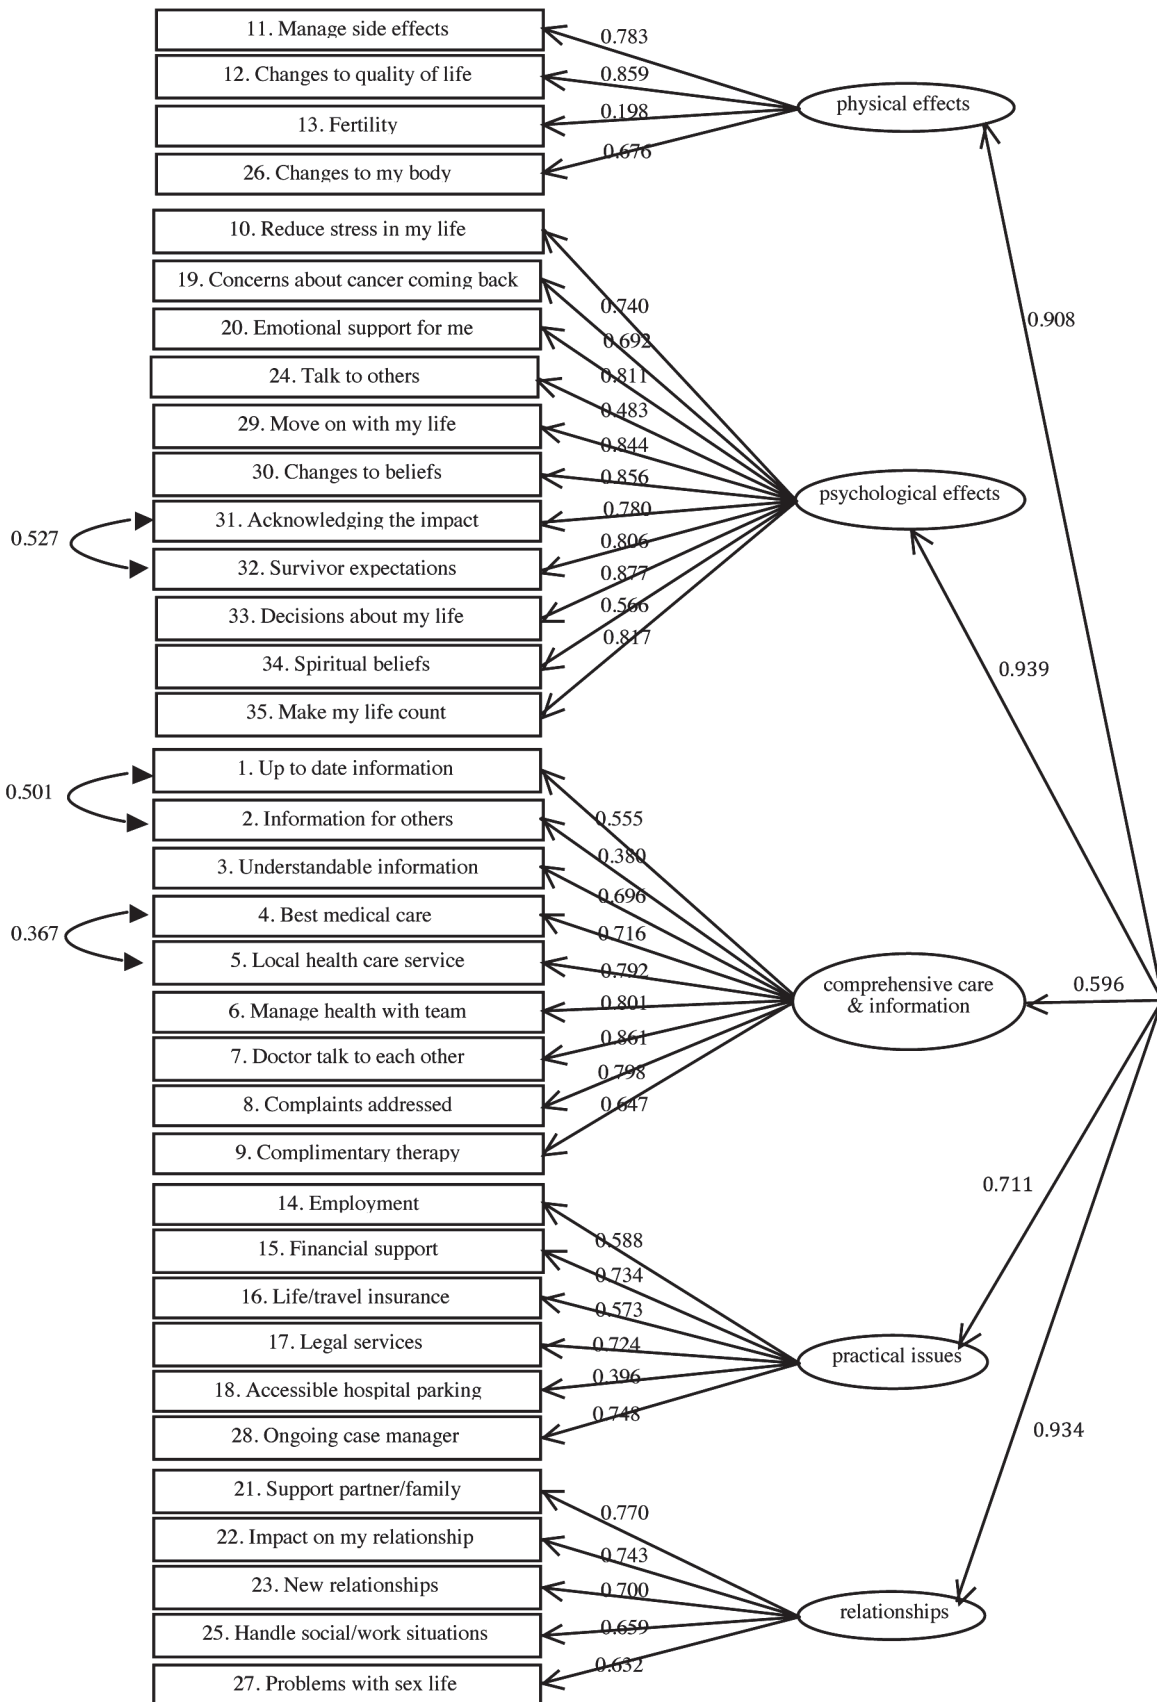 11. Manage side effects
0.783
12. Changes to quality of life
0.859
physical effects
13. Fertility
0.198
26. Changes to my body
0.676
10. Reduce stress in my life
19. Concerns about cancer coming back
0.740
20. Emotional support for me
0.692
0.908
24. Talk to others
0.811
29. Move on with my life
0.483
0.844
30. Changes to beliefs
0.856
psychological effects
31. Acknowledging the impact
0.780
0.527
0.806
32. Survivor expectations
0.877
33. Decisions about my life
0.566
0.817
34. Spiritual beliefs
0.939
35. Make my life count
1. Up to date information
0.501
2. Information for others
0.555
3. Understandable information
0.380
0.696
4. Best medical care
0.716
0.367
5. Local health care service
0.792
comprehensive care
& information
0.596
6. Manage health with team
0.801
7. Doctor talk to each other
0.861
0.798
8. Complaints addressed
0.647
9. Complimentary therapy
0.711
14. Employment
0.588
15. Financial support
0.734
16. Life/travel insurance
0.573
17. Legal services
0.724
practical issues
18. Accessible hospital parking
0.396
0.748
28. Ongoing case manager
0.934
21. Support partner/family
0.770
22. Impact on my relationship
0.743
23. New relationships
0.700
relationships
25. Handle social/work situations
0.659
0.632
27. Problems with sex life